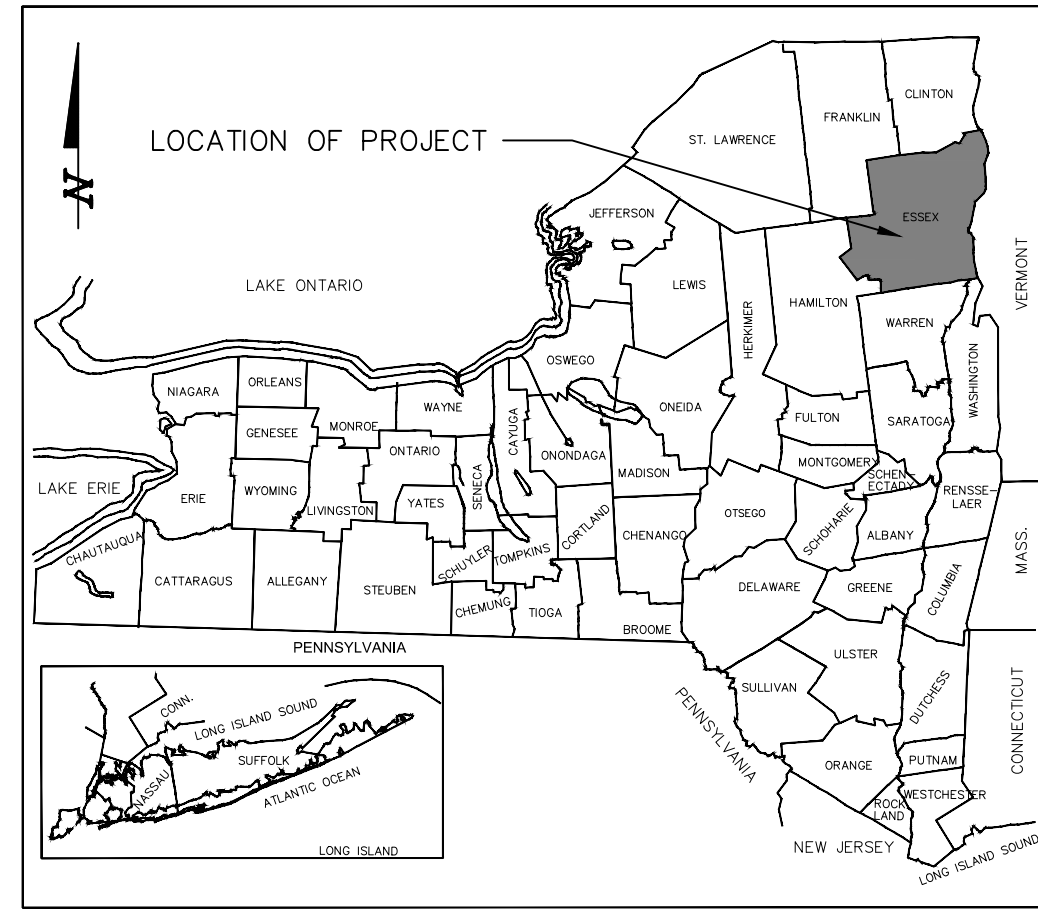 CLINTON
FRANKLIN
ST. LAWRENCE
LOCATION OF PROJECT
N
ESSEX
JEFFERSON
VERMONT
LAKE ONTARIO
LEWIS
HAMILTON
HERKIMER
WARREN
WASHINGTON
OSWEGO
ONEIDA
NIAGARA
ORLEANS
WAYNE
CAYUGA
FULTON
SARATOGA
MONROE
GENESEE
ONTARIO
SENECA
ONONDAGA
MADISON
MONTGOMERY
SCHEN-
ECTADY
RENSSE-
LAER
LAKE ERIE
ERIE
WYOMING
LIVINGSTON
YATES
CORTLAND
CHENANGO
OTSEGO
SCHOHARIE
ALBANY
MASS.
CHAUTAUQUA
CATTARAGUS
ALLEGANY
STEUBEN
SCHUYLER
TOMPKINS
CHEMUNG
TIOGA
BROOME
DELAWARE
GREENE
COLUMBIA
PENNSYLVANIA
ULSTER
SULLIVAN
DUTCHESS
CONNECTICUT
PENNSYLVANIA
ORANGE
PUTNAM
WESTCHESTER
ROCK
LAND
NEW JERSEY
LONG ISLAND SOUND
CONN.
LONG ISLAND SOUND
SUFFOLK
NASSAU
ATLANTIC OCEAN
LONG ISLAND